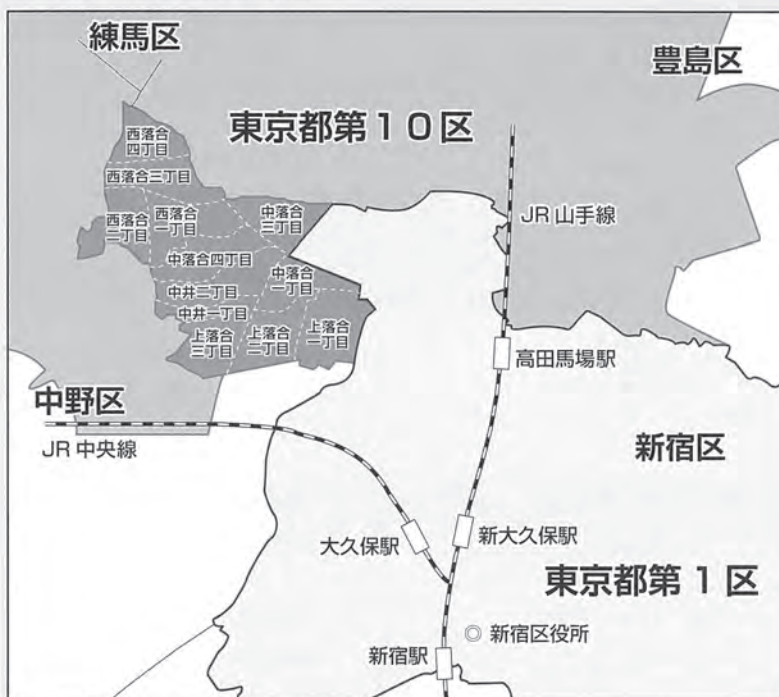 練馬区
豊島区
東京都第10区
西落合
四丁目
西落合三丁目
西落合
二丁目
西落合
一丁目
中落合
三丁目
JR山手線
中落合四丁目
中落合
一丁目
中井二丁目
中井一丁目
上落合
三丁目
上落合
二丁目
上落合
一丁目
高田馬場駅
中野区
JR中央線
新宿区
大久保駅
新大久保駅
東京都第1区
◎ 新宿区役所
新宿駅